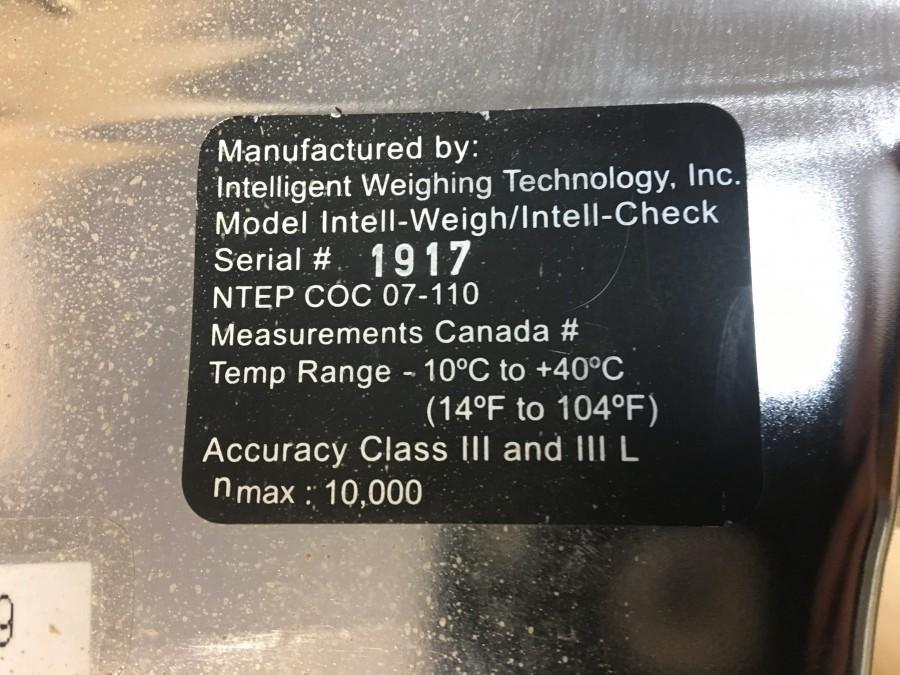 Manufactured by:
Intelligent Weighing Technology, Inc.
Model Intell-Weigh/Intell-Check
Serial # 1917
NTEP COC 07-110
Measurements Canada #
Temp Range - 10ºC to +40ºC
(14ºF to 104ºF)
Accuracy Class III and III L
nmax : 10,000